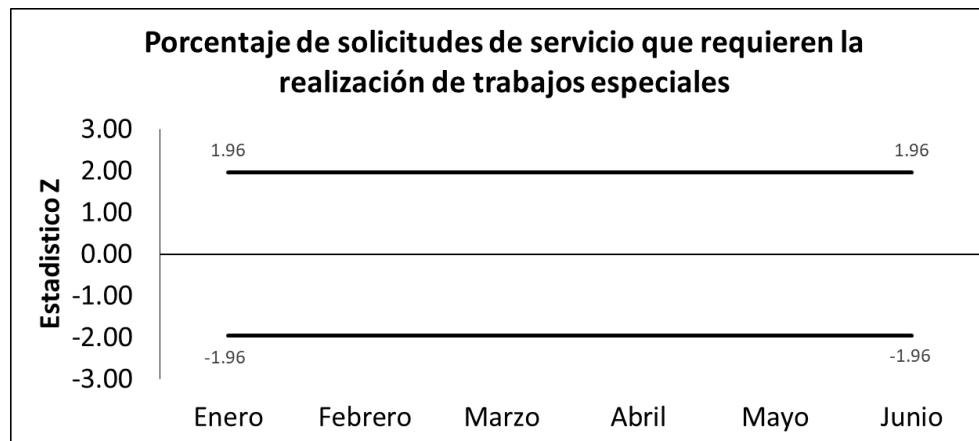 Porcentaje de solicitudes de servicio que requieren la
realización de trabajos especiales
Estadistico Z
3.00
2.00
1.00
0.00
-1.00
-2.00
-3.00
1.96
1.96
-1.96
-1.96
Enero Febrero Marzo Abril Mayo Junio